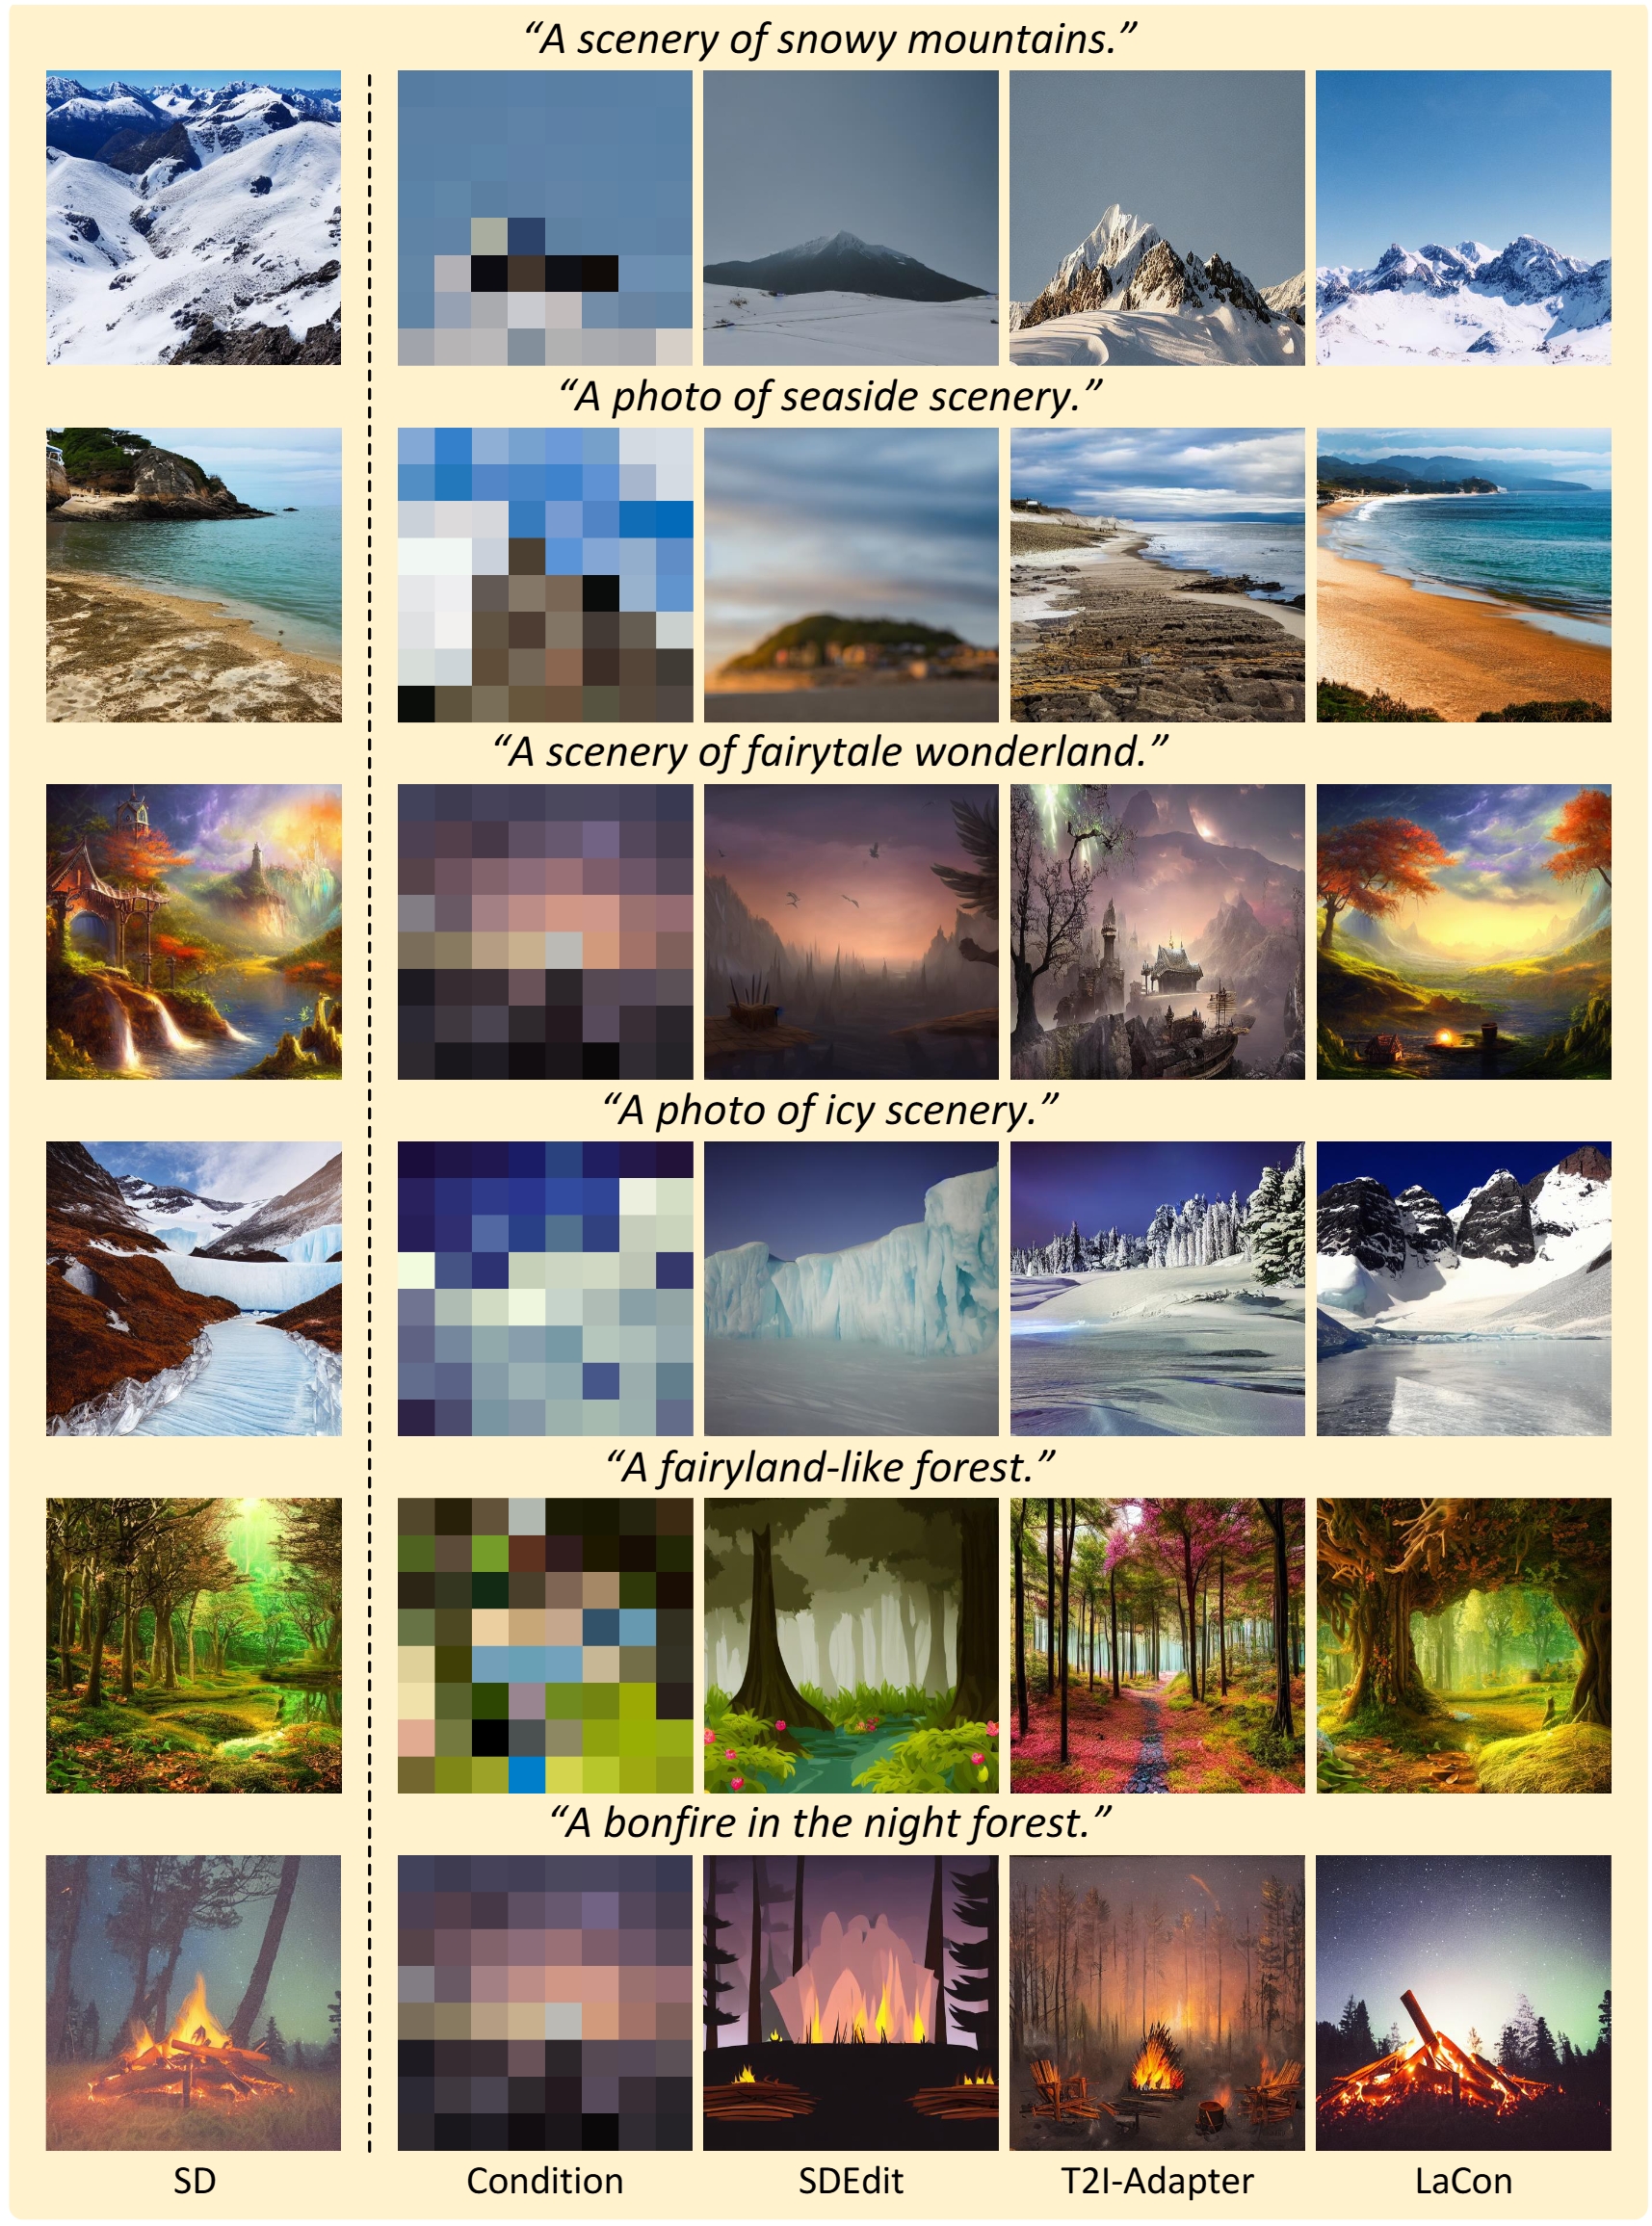 “A scenery of snowy mountains.”
“A photo of seaside scenery.”
“A scenery of fairytale wonderland.”
“A photo of icy scenery.”
“A fairyland-like forest.”
“A bonfire in the night forest.”
SD Condition SDEdit T2I-Adapter LaCon